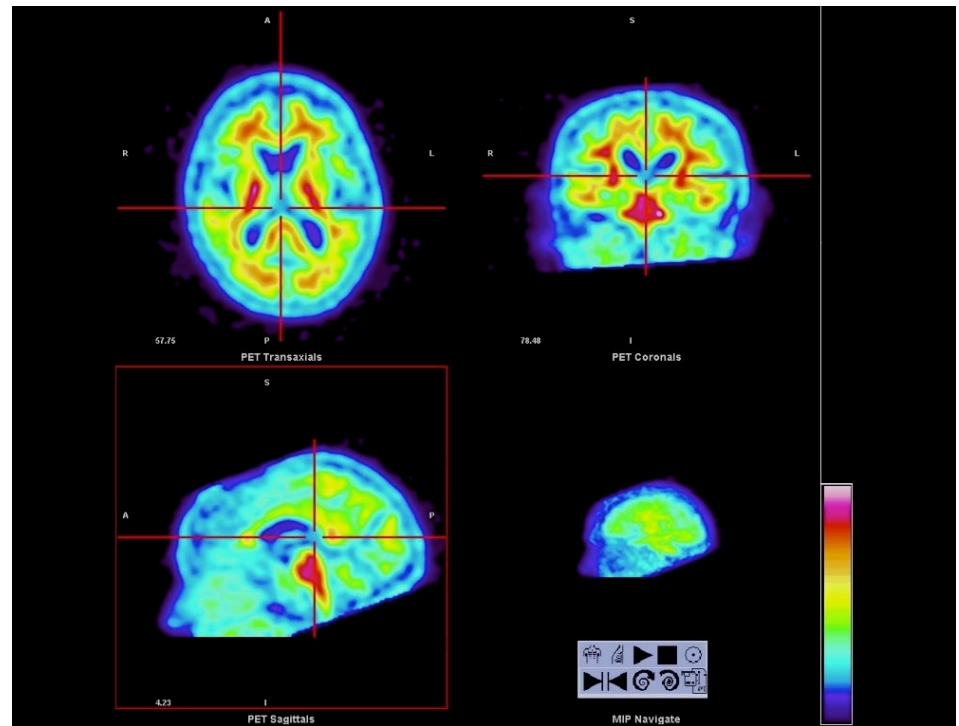 A
R
L
57.75
P
PET Transaxials
S
R
L
78.48
I
PET Coronals
S
A
P
4.23
I
PET Sagittals
MIP Navigate